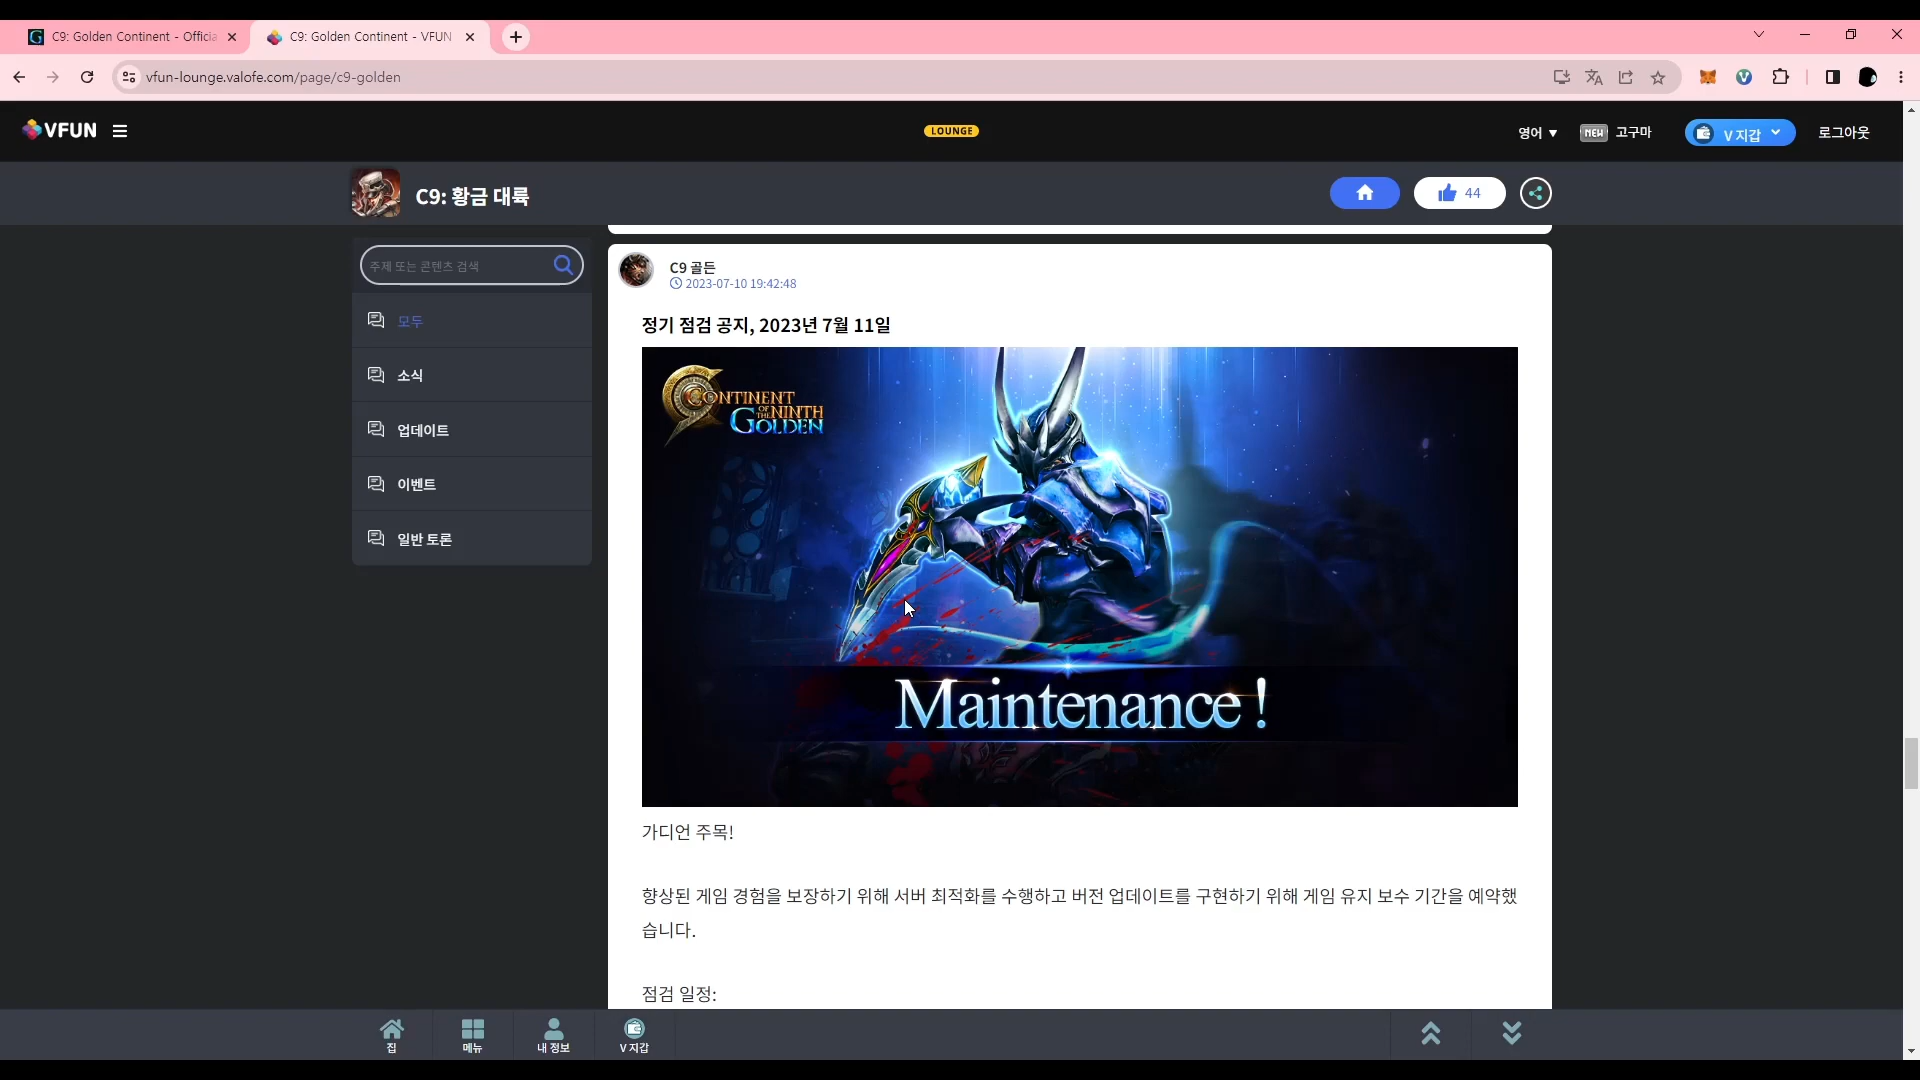 C9: Golden Continent - Officia
C9: Golden Continent - VFUN
vfun-lounge.valofe.com/page/c9-golden
VFUN
LOUNGE
영어 ▼
NEW 고구마
V 지갑
로그아웃
C9: 황금 대륙
44
주제 또는 콘텐츠 검색
모두
소식
업데이트
이벤트
일반 토론
C9 골든
2023-07-10 19:42:48
정기 점검 공지, 2023년 7월 11일
CONTINENT
OF THE NINTH
GOLDEN
Maintenance !
가디언 주목!
향상된 게임 경험을 보장하기 위해 서버 최적화를 수행하고 버전 업데이트를 구현하기 위해 게임 유지 보수 기간을 예약했
습니다.
점검 일정:
집
메뉴
내 정보
V 지갑